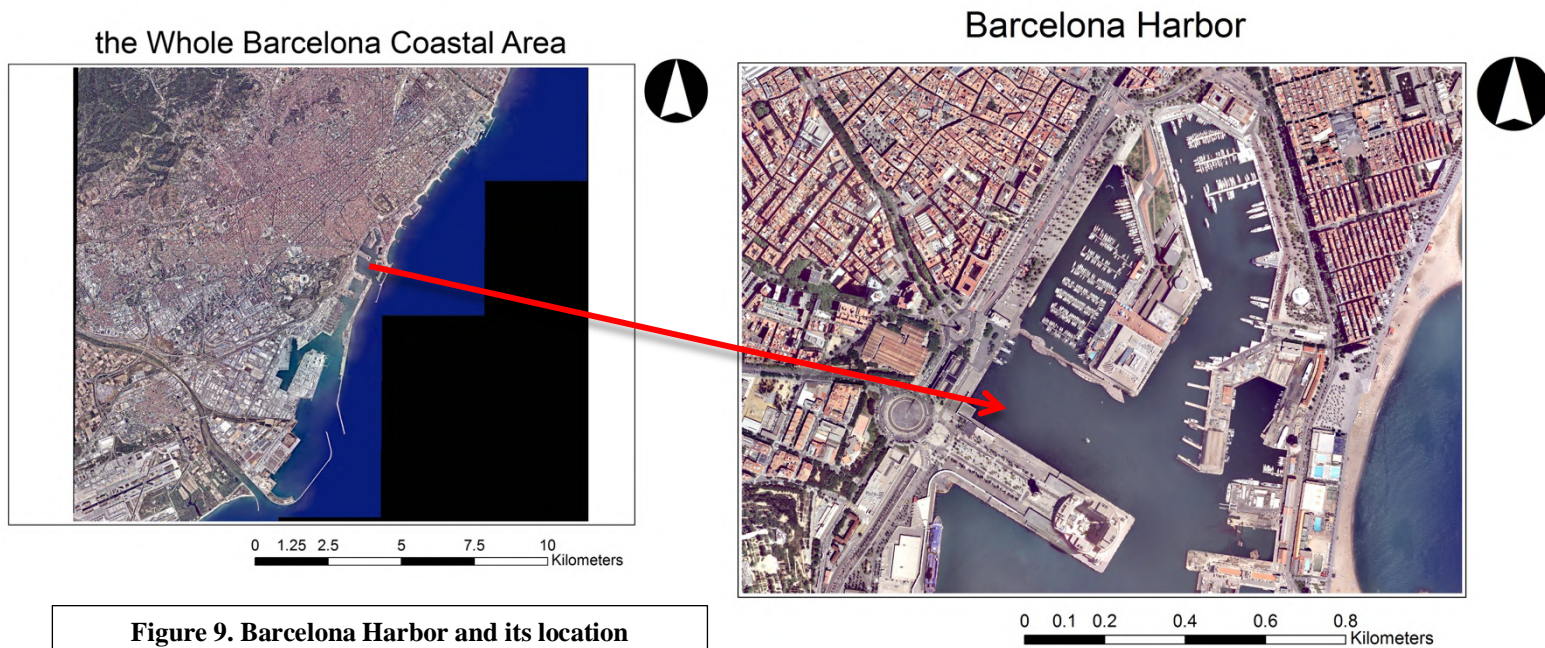 the Whole Barcelona Coastal Area
Barcelona Harbor
0 1.25 2.5 5 7.5 10
Kilometers
0 0.1 0.2 0.4 0.6 0.8
Kilometers
Figure 9. Barcelona Harbor and its location